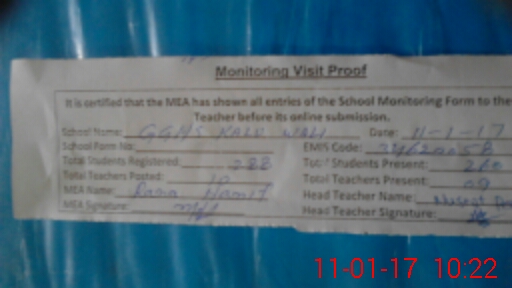 Monitoring Visit Proof
It is certified that the MEA has shown all entries of the School Monitoring Form to the
Teacher before its online submission.
School Name: GGHS KALU WALI Date: 11-1-17
School Form No: EMIS Code:
Total Students Registered: 288 Total Students Present:
Total Teachers Posted: 10 Total Teachers Present: 09
MEA Name: Rana Hamid Head Teacher Name: Nusrat
MEA Signature: Head Teacher Signature:
11-01-17 10:22